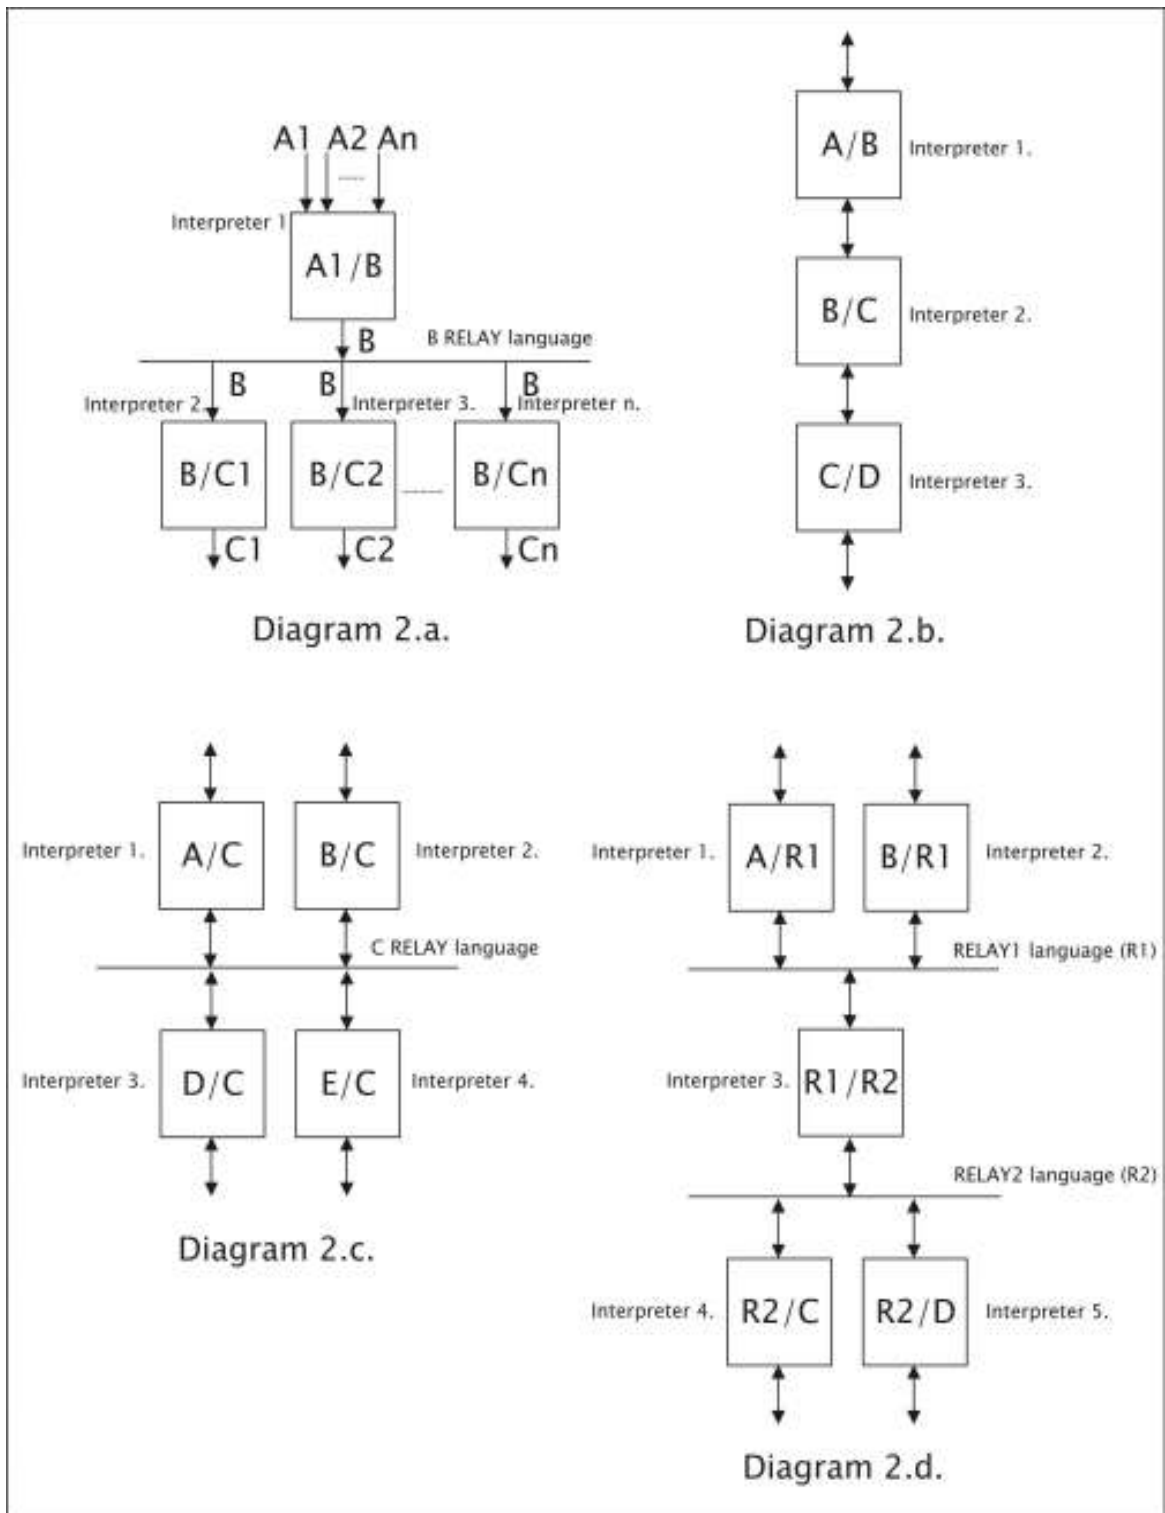 A1 A2 An
Interpreter 1
A1/B
B
B RELAY language
B B B
Interpreter 2. Interpreter 3. Interpreter n.
B/C1 B/C2 B/Cn
C1 C2 Cn
Diagram 2.a.
A/B Interpreter 1.
B/C Interpreter 2.
C/D Interpreter 3.
Diagram 2.b.
Interpreter 1. A/C B/C Interpreter 2.
C RELAY language
Interpreter 3. D/C E/C Interpreter 4.
Diagram 2.c.
Interpreter 1. A/R1 B/R1 Interpreter 2.
RELAY1 language (R1)
Interpreter 3. R1/R2
RELAY2 language (R2)
Interpreter 4. R2/C R2/D Interpreter 5.
Diagram 2.d.